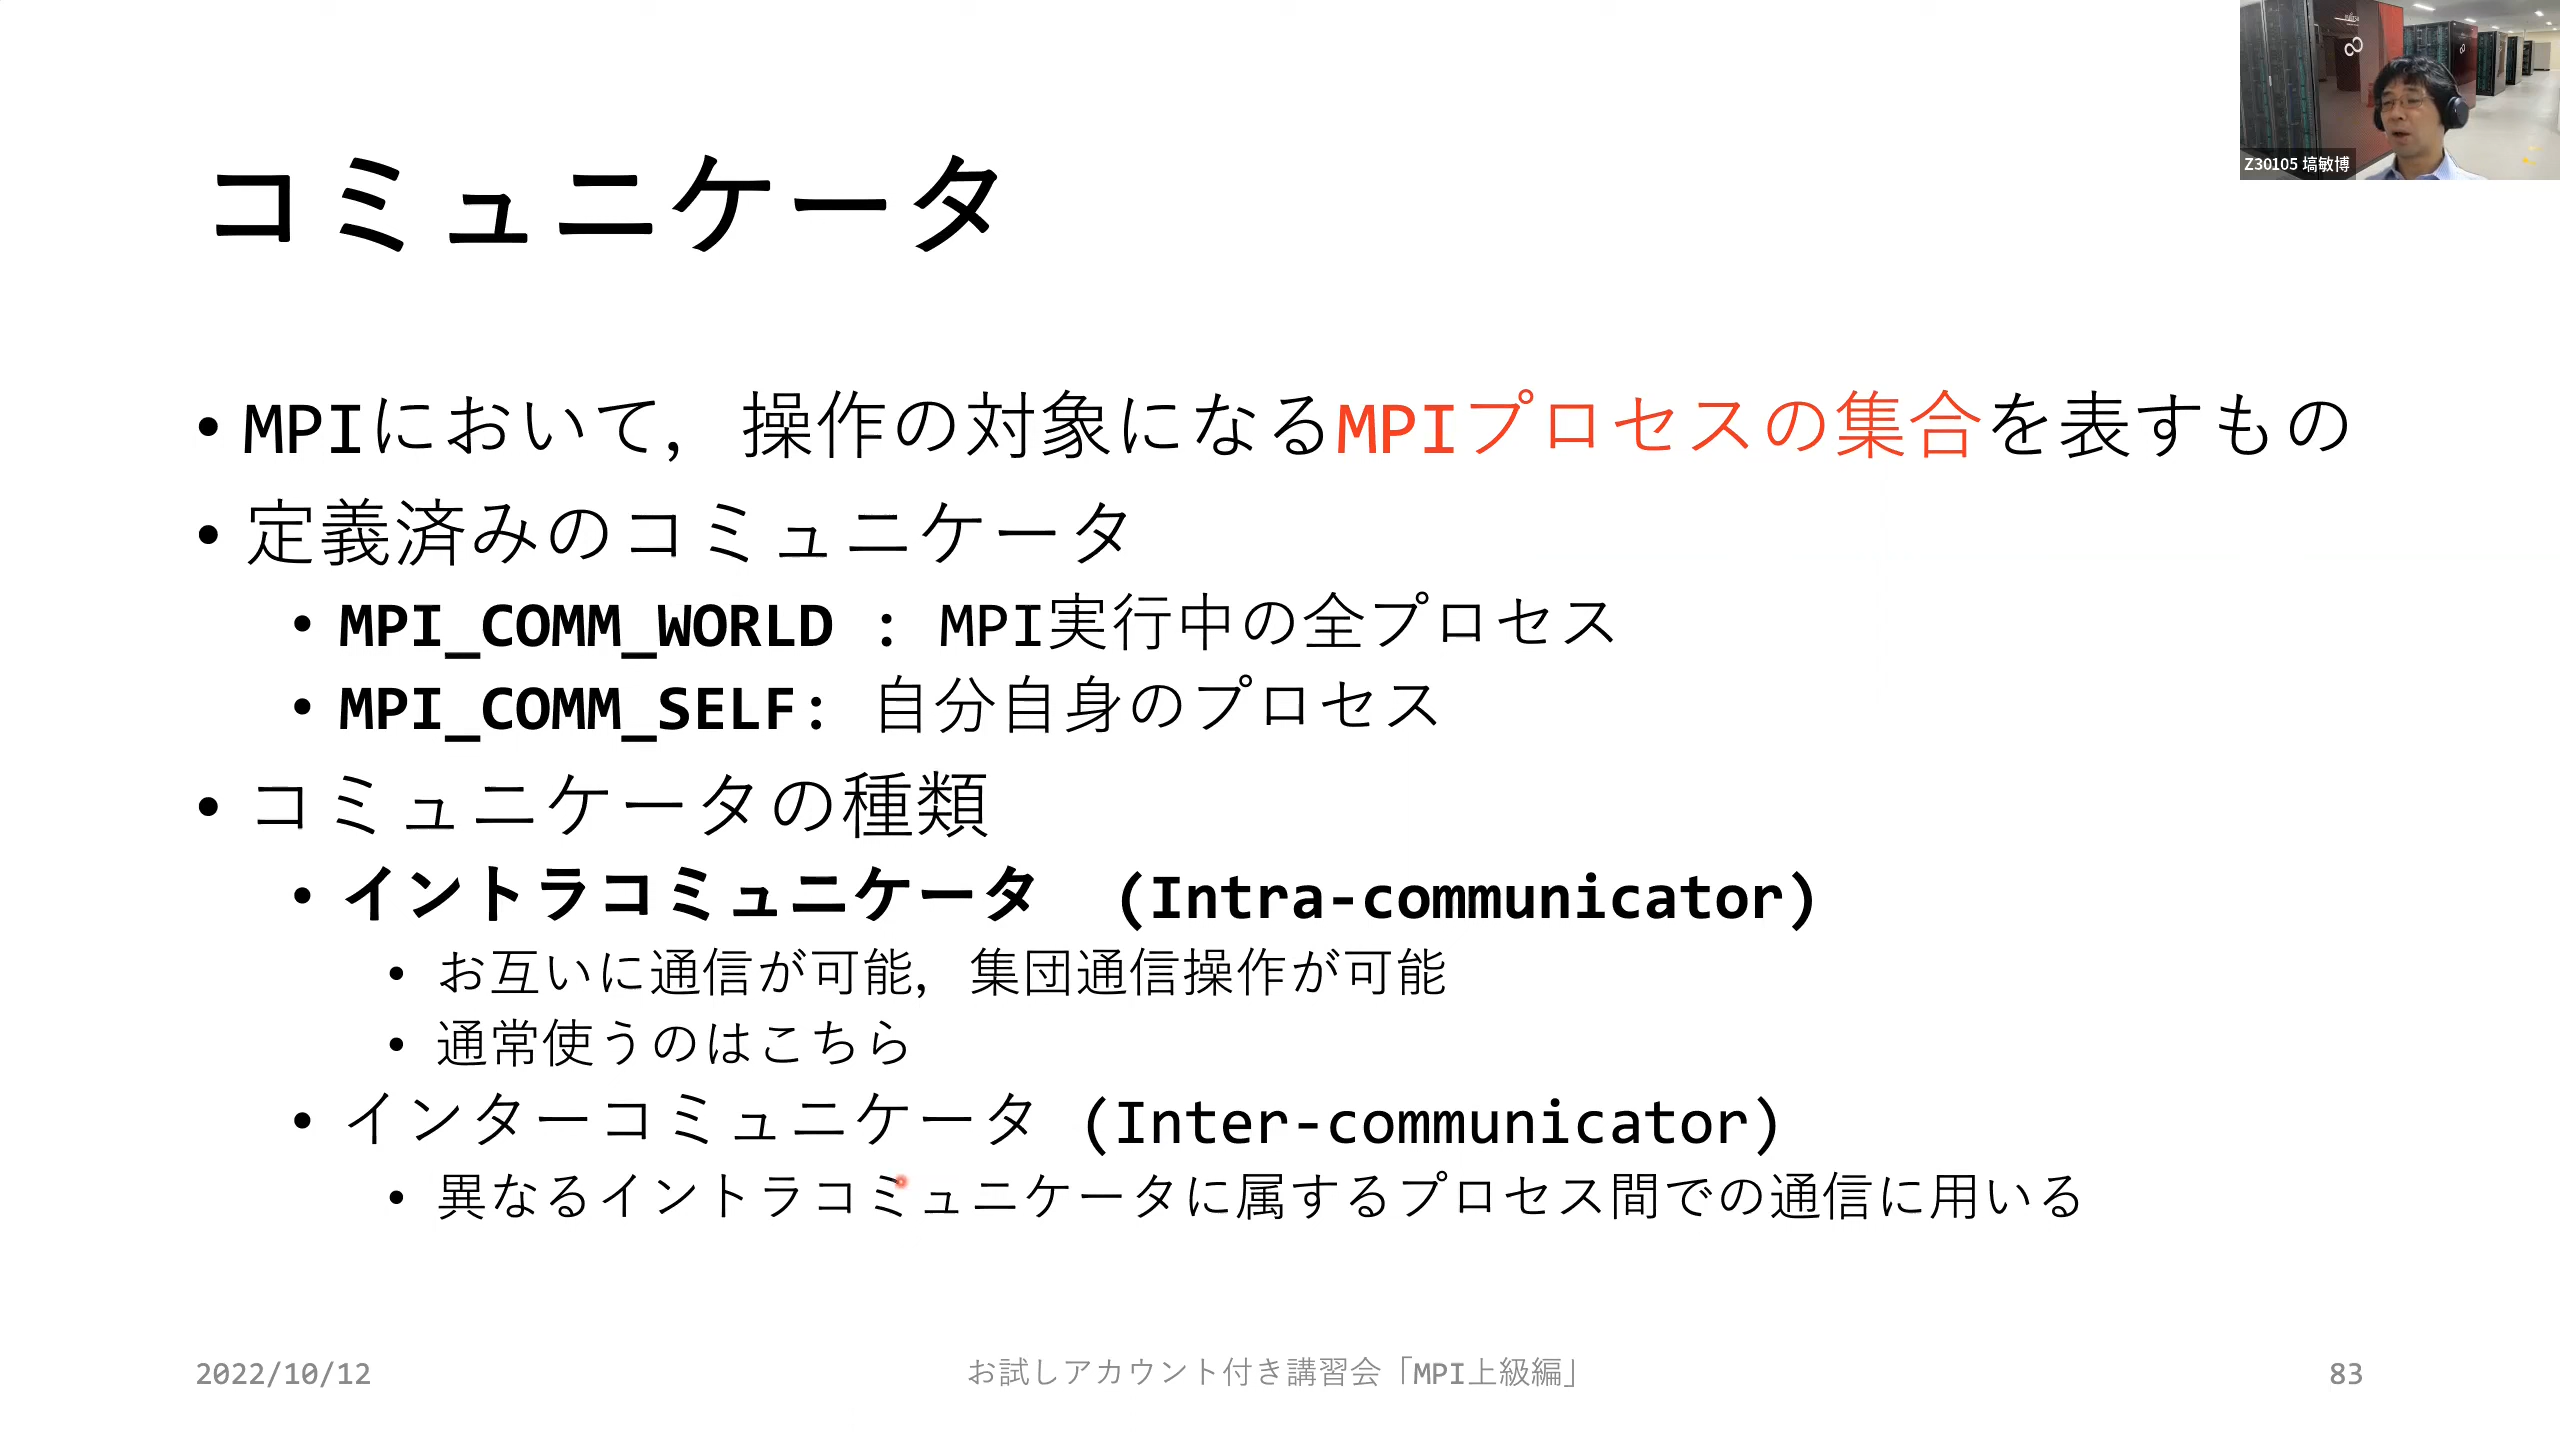 Z30105 塙敏博
コミュニケータ
• MPIにおいて，操作の対象になるMPIプロセスの集合を表すもの
• 定義済みのコミュニケータ
• MPI_COMM_WORLD : MPI実行中の全プロセス
• MPI_COMM_SELF: 自分自身のプロセス
• コミュニケータの種類
• イントラコミュニケータ　(Intra-communicator)
• お互いに通信が可能，集団通信操作が可能
• 通常使うのはこちら
• インターコミュニケータ (Inter-communicator)
• 異なるイントラコミュニケータに属するプロセス間での通信に用いる
2022/10/12
お試しアカウント付き講習会「MPI上級編」
83